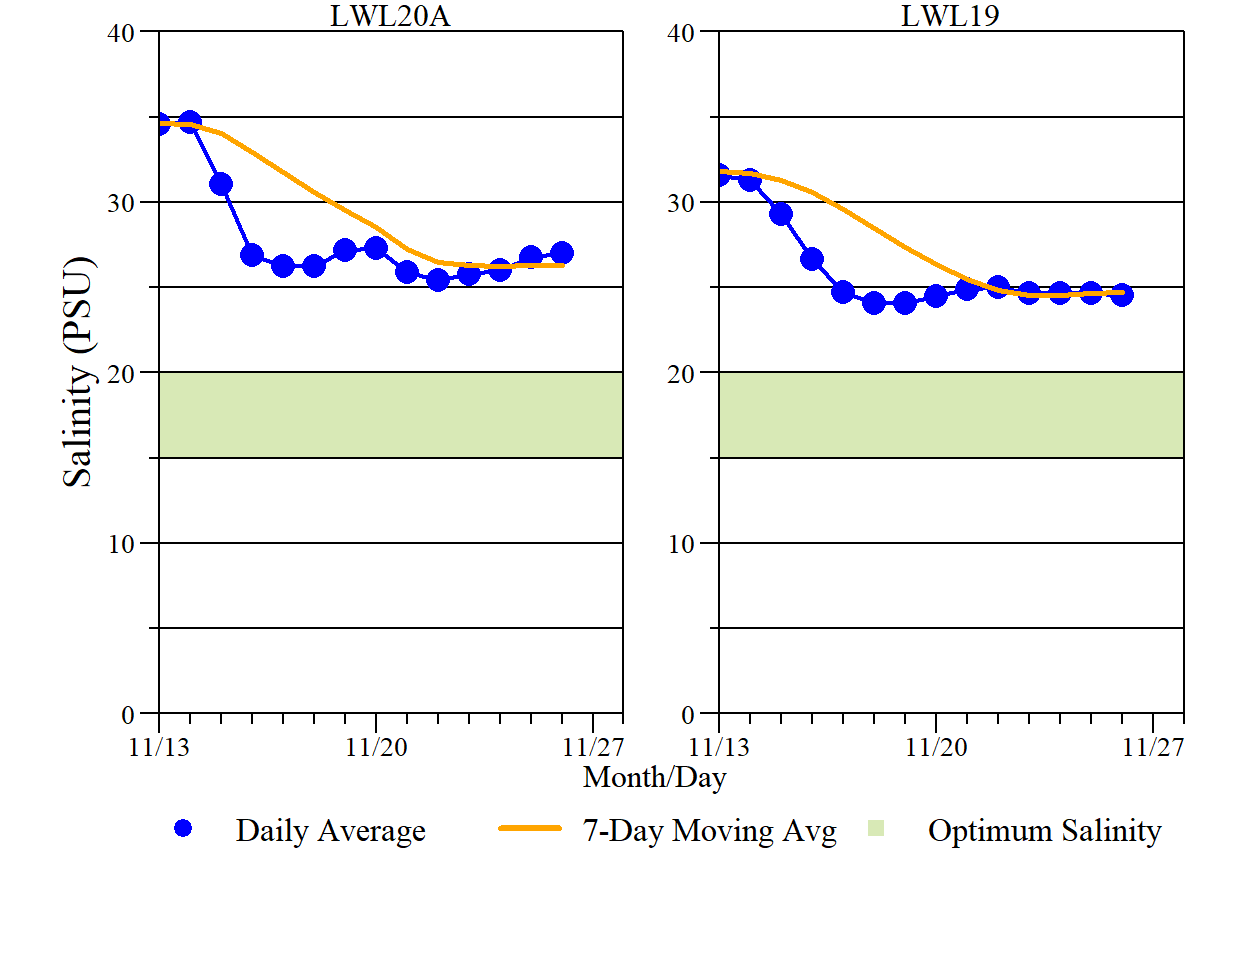 LWL20A LWL19
40 40
30 30
20 20
10 10
0 0
Salinity (PSU)
11/13 11/20 11/27 11/13 11/20 11/27
Month/Day
Daily Average 7-Day Moving Avg Optimum Salinity